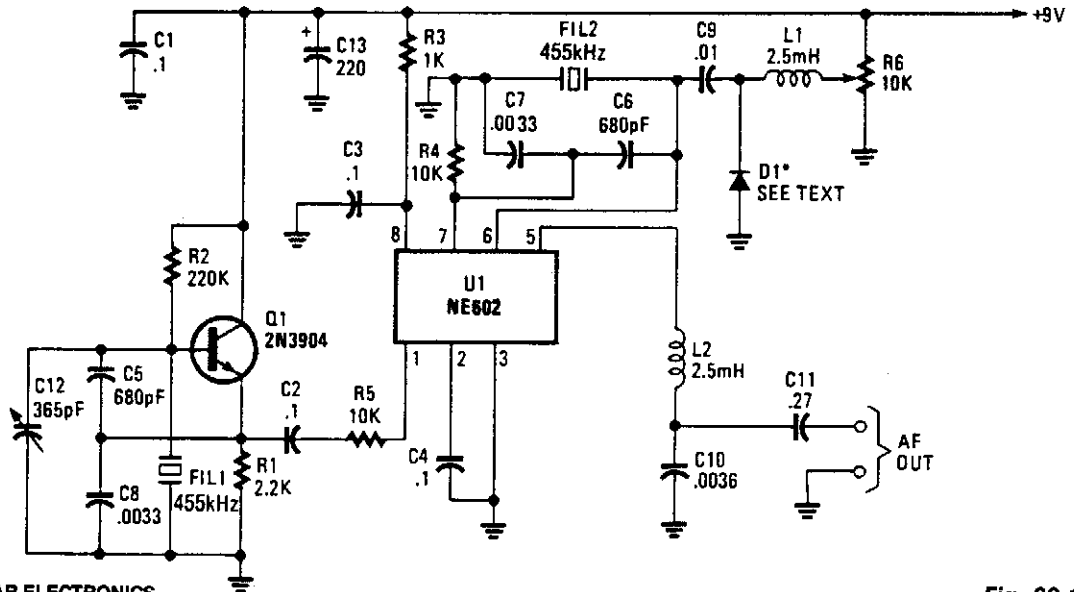 +9V
C1
.1
+
C13
220
R3
1K
FIL2
455kHz
C9
.01
L1
2.5mH
R6
10K
C7
.0033
C6
680pF
C3
.1
R4
10K
D1*
SEE TEXT
8
7
6
5
R2
220K
U1
NE602
Q1
2N3904
1
2
3
L2
2.5mH
C12
365pF
C5
680pF
C2
.1
R5
10K
C11
.27
AF
OUT
C4
.1
C8
.0033
FIL1
455kHz
R1
2.2K
C10
.0036